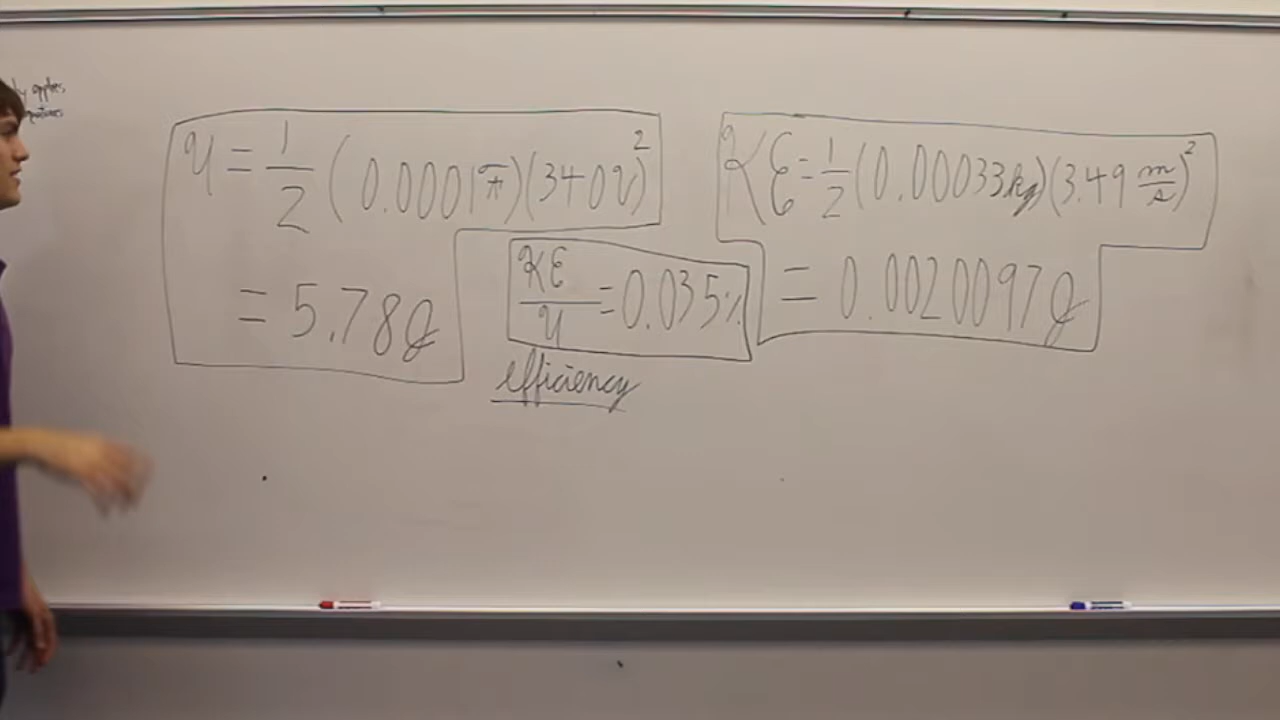 applies
U = 1/2 (0.0001F)(340V)²
= 5.78J
KE/U = 0.035%
efficiency
KE = 1/2 (0.00033kg)(3.49 m/s)²
= 0.0020097J